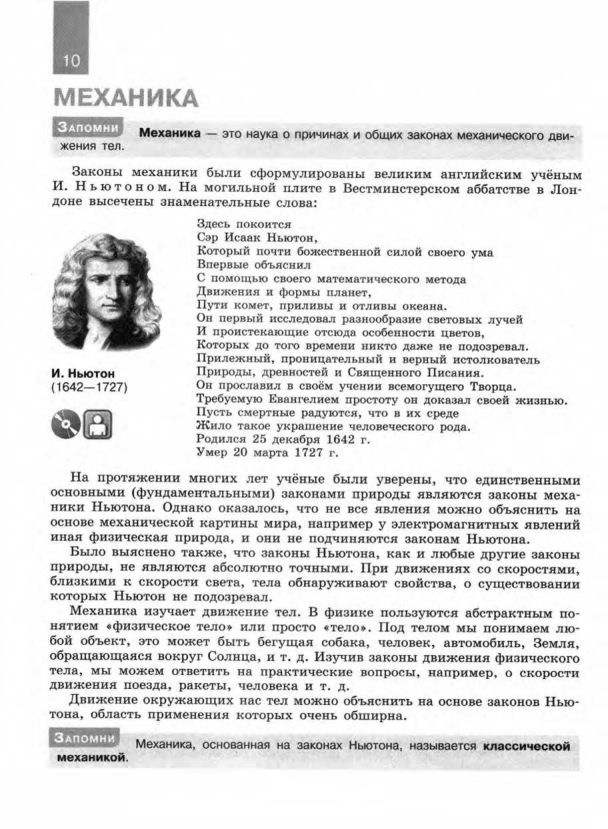 10
МЕХАНИКА
ЗАПОМНИ Механика — это наука о причинах и общих законах механического дви-
жения тел.
Законы механики были сформулированы великим английским учёным
И. Ньютоном. На могильной плите в Вестминстерском аббатстве в Лон-
доне высечены знаменательные слова:
Здесь покоится
Сэр Исаак Ньютон,
Который почти божественной силой своего ума
Впервые объяснил
С помощью своего математического метода
Движения и формы планет,
Пути комет, приливы и отливы океана.
Он первый исследовал разнообразие световых лучей
И проистекающие отсюда особенности цветов,
Которых до того времени никто даже не подозревал.
Прилежный, проницательный и верный истолкователь
Природы, древностей и Священного Писания.
Он прославил в своём учении всемогущего Творца.
Требуемую Евангелием простоту он доказал своей жизнью.
Пусть смертные радуются, что в их среде
Жило такое украшение человеческого рода.
Родился 25 декабря 1642 г.
Умер 20 марта 1727 г.
И. Ньютон
(1642—1727)
На протяжении многих лет учёные были уверены, что единственными
основными (фундаментальными) законами природы являются законы меха-
ники Ньютона. Однако оказалось, что не все явления можно объяснить на
основе механической картины мира, например у электромагнитных явлений
иная физическая природа, и они не подчиняются законам Ньютона.
Было выяснено также, что законы Ньютона, как и любые другие законы
природы, не являются абсолютно точными. При движениях со скоростями,
близкими к скорости света, тела обнаруживают свойства, о существовании
которых Ньютон не подозревал.
Механика изучает движение тел. В физике пользуются абстрактным по-
нятием «физическое тело» или просто «тело». Под телом мы понимаем лю-
бой объект, это может быть бегущая собака, человек, автомобиль, Земля,
обращающаяся вокруг Солнца, и т. д. Изучив законы движения физического
тела, мы можем ответить на практические вопросы, например, о скорости
движения поезда, ракеты, человека и т. д.
Движение окружающих нас тел можно объяснить на основе законов Нью-
тона, область применения которых очень обширна.
ЗАПОМНИ Механика, основанная на законах Ньютона, называется классической
механикой.